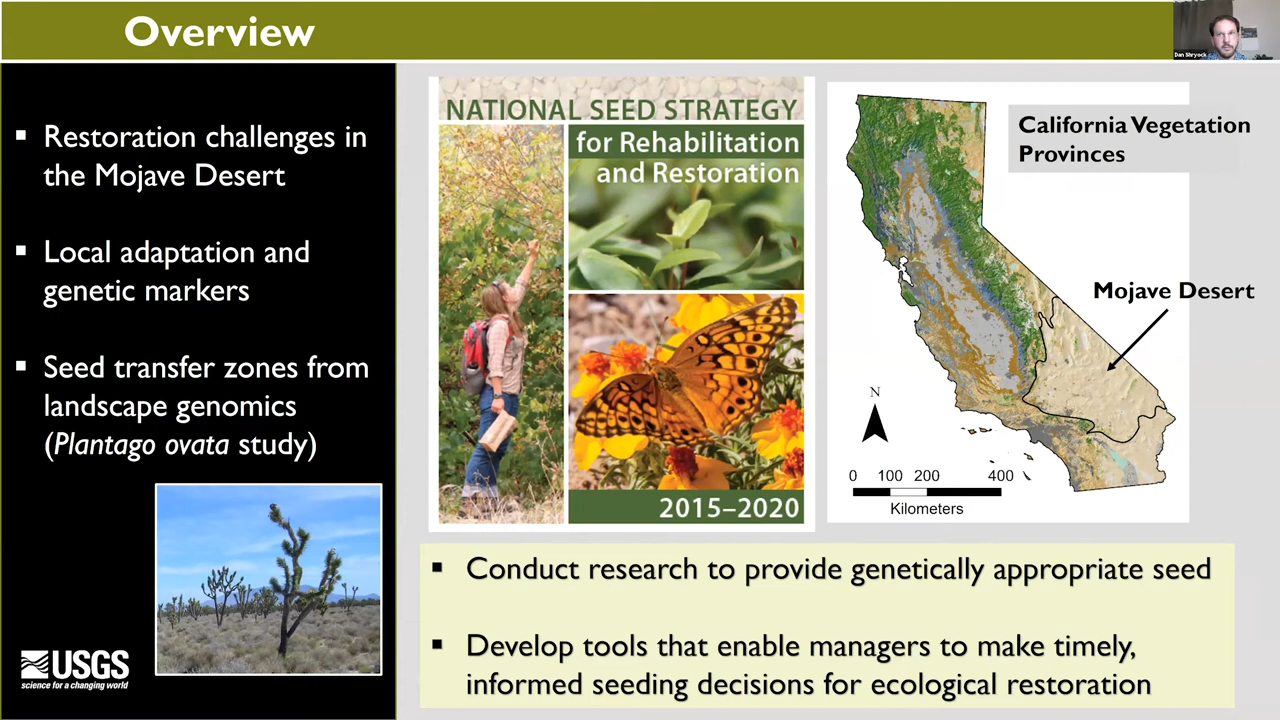 Overview
Dan Shryock
▪ Restoration challenges in
the Mojave Desert
▪ Local adaptation and
genetic markers
▪ Seed transfer zones from
landscape genomics
(Plantago ovata study)
USGS
science for a changing world
NATIONAL SEED STRATEGY
for Rehabilitation
and Restoration
2015–2020
California Vegetation
Provinces
Mojave Desert
N
0 100 200 400
Kilometers
▪ Conduct research to provide genetically appropriate seed
▪ Develop tools that enable managers to make timely,
informed seeding decisions for ecological restoration